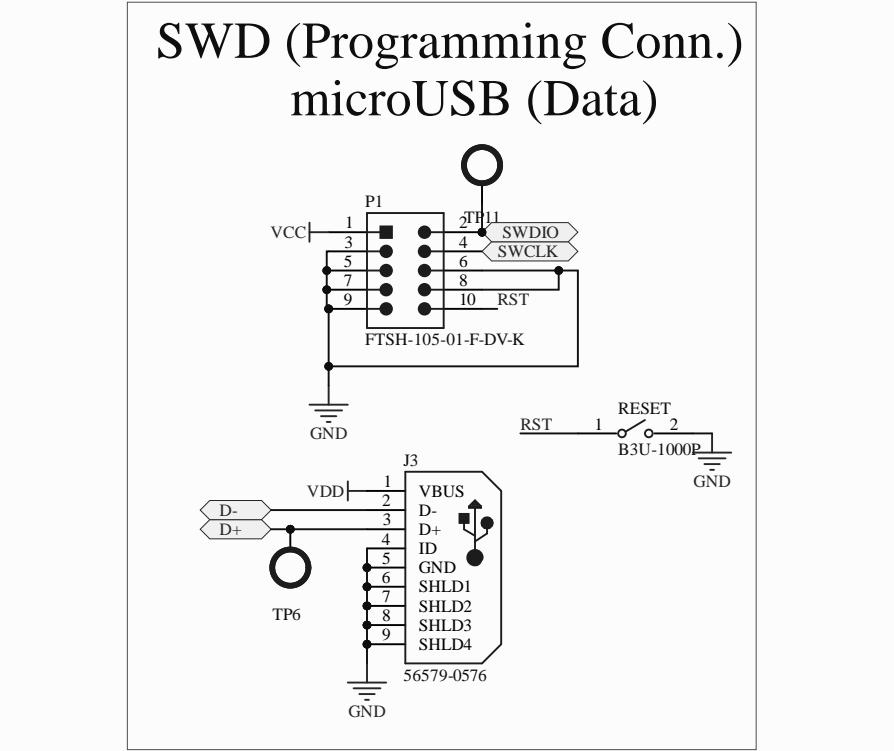 SWD (Programming Conn.)
microUSB (Data)
P1
TP11
VCC 1 2 SWDIO
3 4 SWCLK
5 6
7 8
9 10 RST
FTSH-105-01-F-DV-K
GND
RESET
RST 1 2
B3U-1000P
GND
J3
VDD 1 VBUS
D- 2 D-
D+ 3 D+
4 ID
5 GND
6 SHLD1
7 SHLD2
8 SHLD3
9 SHLD4
TP6
56579-0576
GND